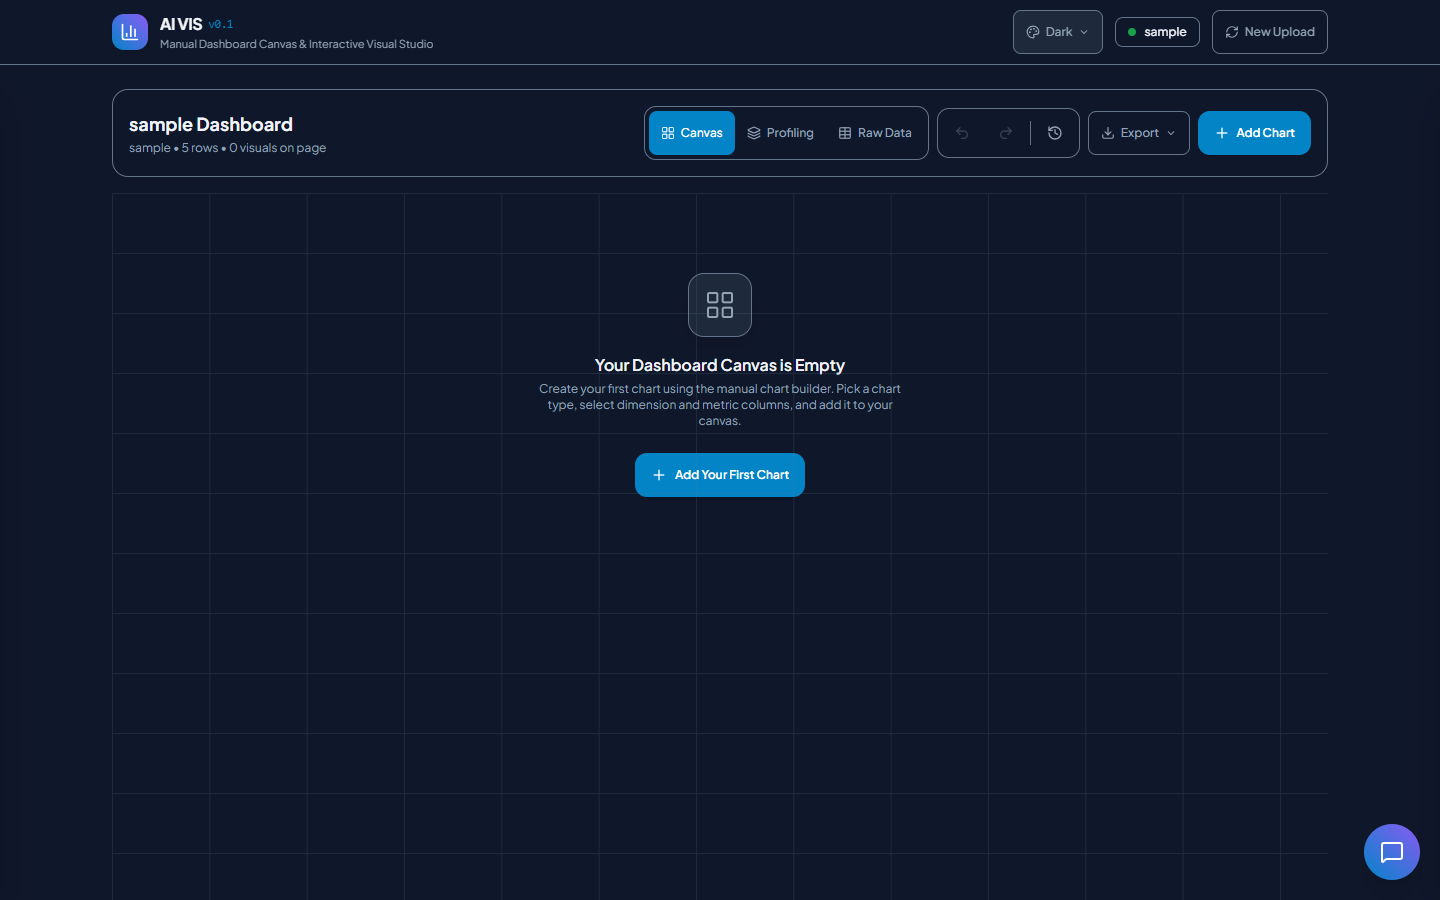 AI VIS v0.1
Manual Dashboard Canvas & Interactive Visual Studio
Dark
sample
New Upload
sample Dashboard
sample • 5 rows • 0 visuals on page
Canvas
Profiling
Raw Data
Export
Add Chart
Your Dashboard Canvas is Empty
Create your first chart using the manual chart builder. Pick a chart
type, select dimension and metric columns, and add it to your
canvas.
Add Your First Chart